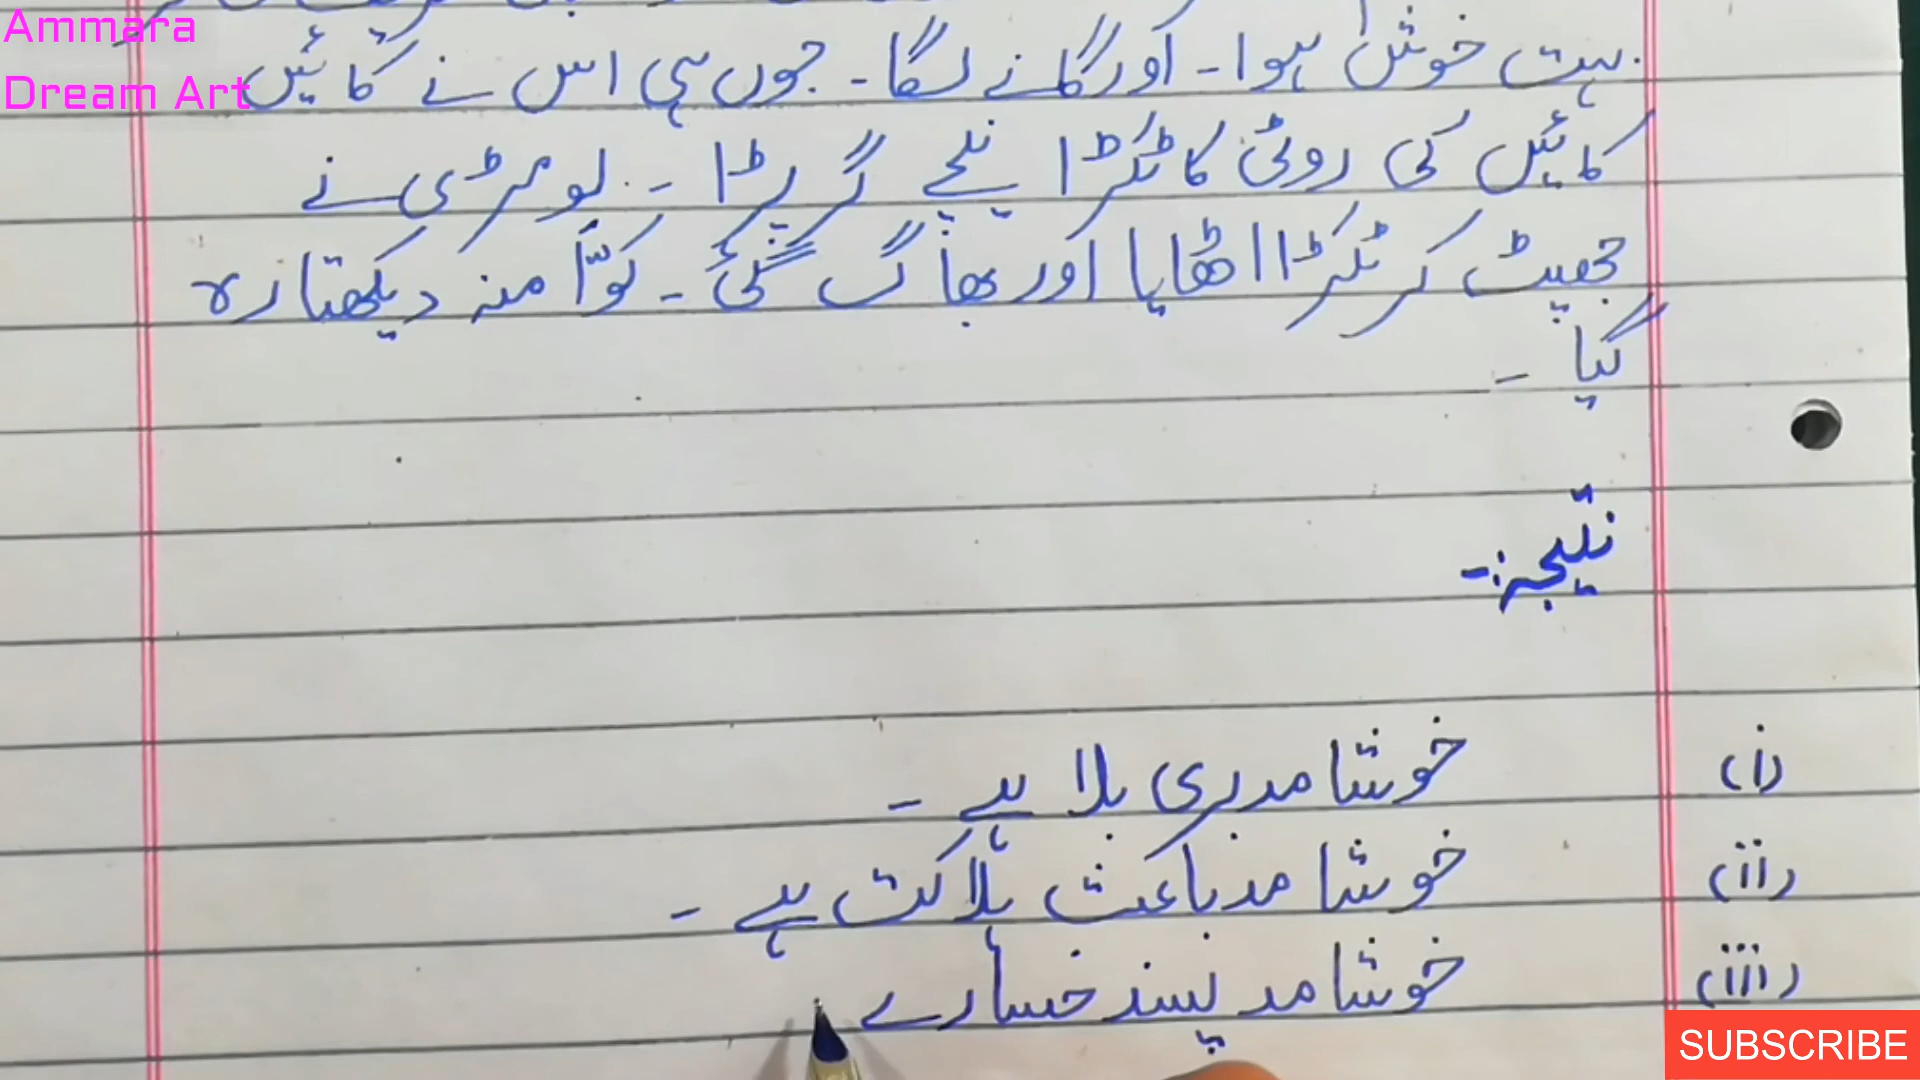 Ammara
Dream Art
بہت خوش ہوا۔ اور گانے لگا۔ جوں ہی اس نے کائیں
کائیں کی روٹی کا ٹکڑا نیچے گر پڑا ۔ لومڑی نے
جھپٹ کر ٹکڑا اٹھایا اور بھاگ گئی ۔ کوّا منہ دیکھتا رہ
گیا ۔
نتیجہ:۔
(i) خوشامد بری بلا ہے ۔
(ii) خوشامد باعث ہلاکت ہے ۔
(iii) خوشامد پسند خسارے
SUBSCRIBE